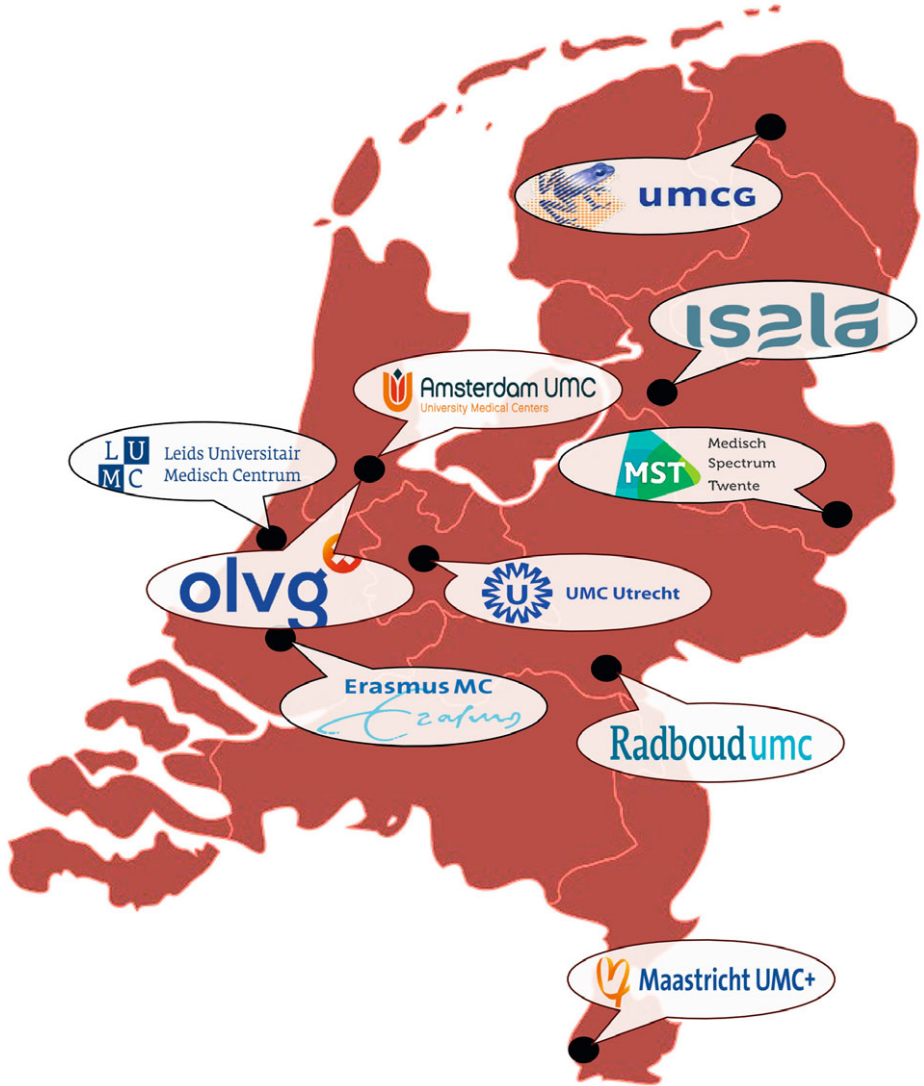 umcG
isala
Amsterdam UMC
University Medical Centers
LU
MC
Leids Universitair
Medisch Centrum
MST
Medisch
Spectrum
Twente
olvg
U
UMC Utrecht
Erasmus MC
Erasmus
Radboudumc
Maastricht UMC+